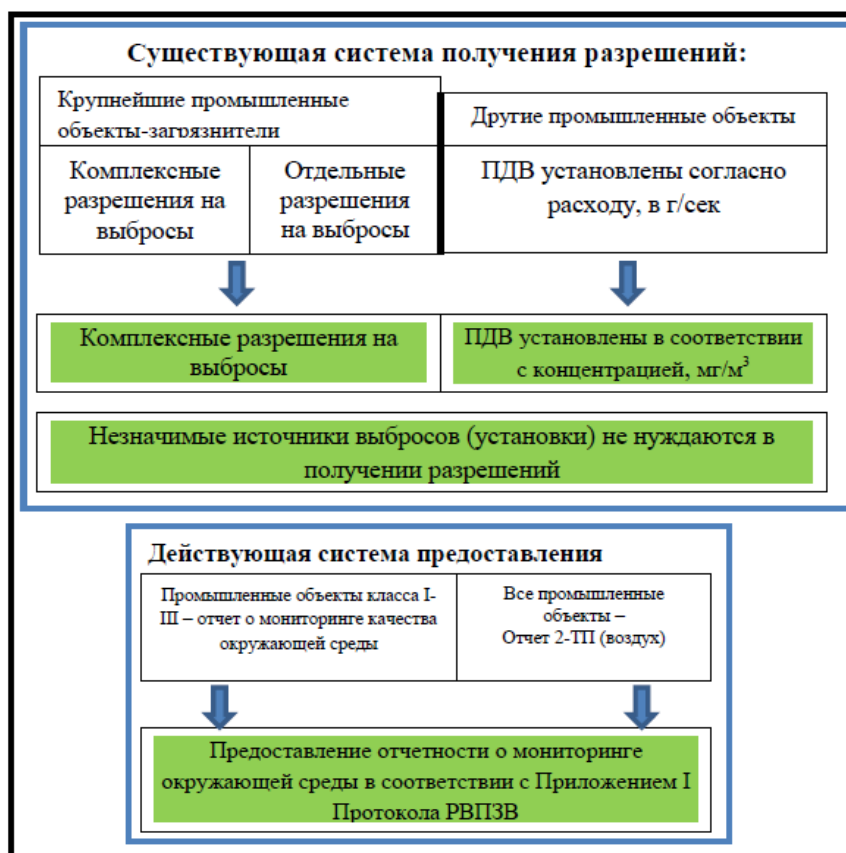 Существующая система получения разрешений:
Крупнейшие промышленные
объекты-загрязнители
Другие промышленные объекты
Комплексные
разрешения на
выбросы
Отдельные
разрешения
на выбросы
ПДВ установлены согласно
расходу, в г/сек
Комплексные разрешения на
выбросы
ПДВ установлены в соответствии
с концентрацией, мг/м³
Незначимые источники выбросов (установки) не нуждаются в
получении разрешений
Действующая система предоставления
Промышленные объекты класса I-
III – отчет о мониторинге качества
окружающей среды
Все промышленные
объекты –
Отчет 2-ТП (воздух)
Предоставление отчетности о мониторинге
окружающей среды в соответствии с Приложением I
Протокола РВПЗВ